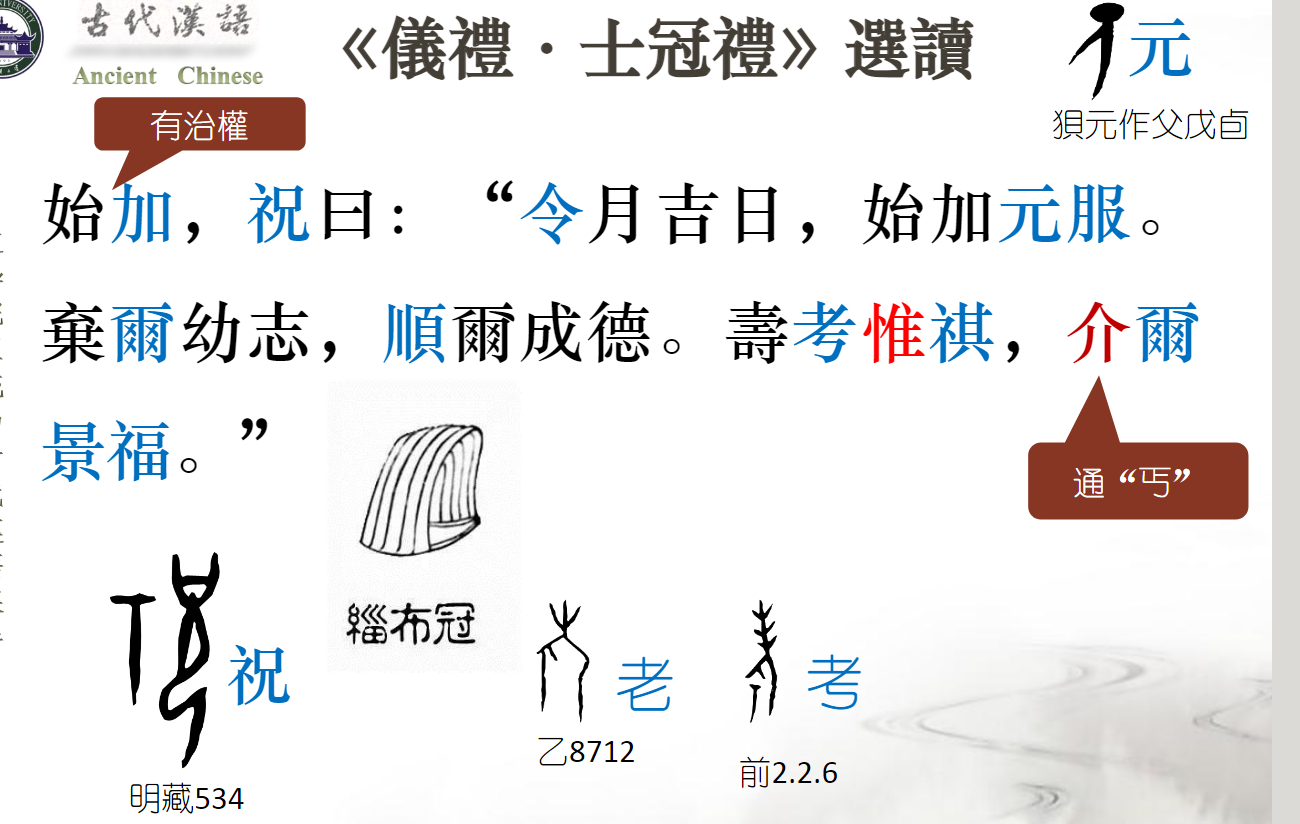 古代漢語
Ancient Chinese
《儀禮·士冠禮》選讀
元
狽元作父戊卣
有治權
始加，祝曰：“令月吉日，始加元服。
棄爾幼志，順爾成德。壽考惟祺，介爾
景福。”
通“丐”
緇布冠
祝
明藏534
老
乙8712
考
前2.2.6